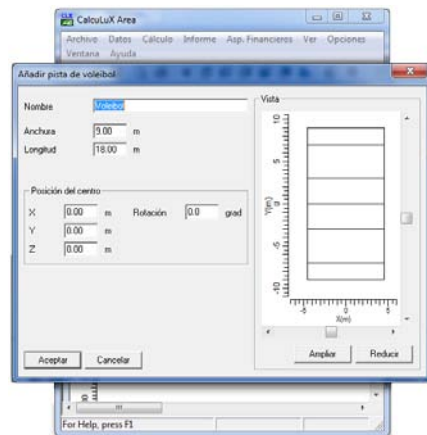 CalcuLuX Area
Archivo Datos Cálculo Informe Asp. Financieros Ver Opciones
Ventana Ayuda
Añadir pista de voleibol
Nombre Voleibol
Anchura 9.00 m
Longitud 18.00 m
Posición del centro
X 0.00 m Rotación 0.0 grad
Y 0.00 m
Z 0.00 m
Aceptar Cancelar
Vista
10
5
0
-5
-10
Y(m)
-5 0 5
X(m)
Ampliar Reducir
For Help, press F1